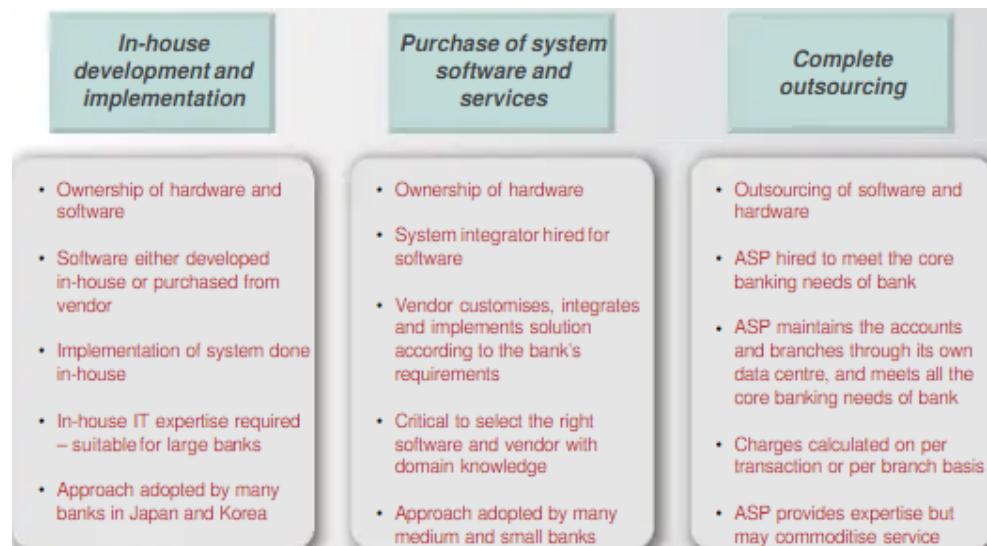 In-house
development and
implementation
• Ownership of hardware and
software
• Software either developed
in-house or purchased from
vendor
• Implementation of system done
in-house
• In-house IT expertise required
– suitable for large banks
• Approach adopted by many
banks in Japan and Korea
Purchase of system
software and
services
• Ownership of hardware
• System integrator hired for
software
• Vendor customises, integrates
and implements solution
according to the bank's
requirements
• Critical to select the right
software and vendor with
domain knowledge
• Approach adopted by many
medium and small banks
Complete
outsourcing
• Outsourcing of software and
hardware
• ASP hired to meet the core
banking needs of bank
• ASP maintains the accounts
and branches through its own
data centre, and meets all the
core banking needs of bank
• Charges calculated on per
transaction or per branch basis
• ASP provides expertise but
may commoditise service